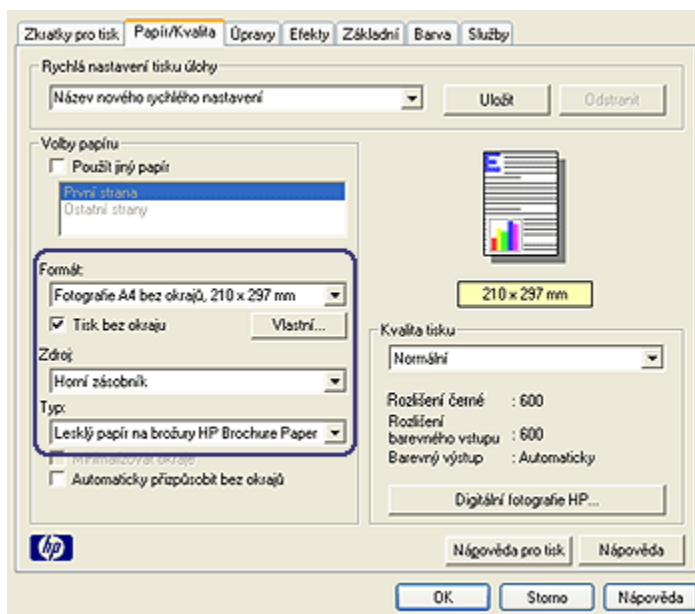 Zkratky pro tisk Papír/Kvalita Úpravy Efekty Základní Barva Služby
Rychlá nastavení tisku úlohy
Název nového rychlého nastavení Uložit Odstranit
Volby papíru
Použít jiný papír
První strana
Ostatní strany
Formát:
Fotografie A4 bez okrajů, 210 x 297 mm
210 x 297 mm
Tisk bez okraju Vlastní...
Zdroj:
Horní zásobník
Typ:
Lesklý papír na brožury HP Brochure Paper
Minimalizovat okraje
Automaticky přizpůsobit bez okrajů
Kvalita tisku
Normální
Rozlišení černé : 600
Rozlišení
barevného vstupu : 600
Barevný výstup : Automaticky
Digitální fotografie HP...
hp
Nápověda pro tisk Nápověda
OK Storno Nápověda